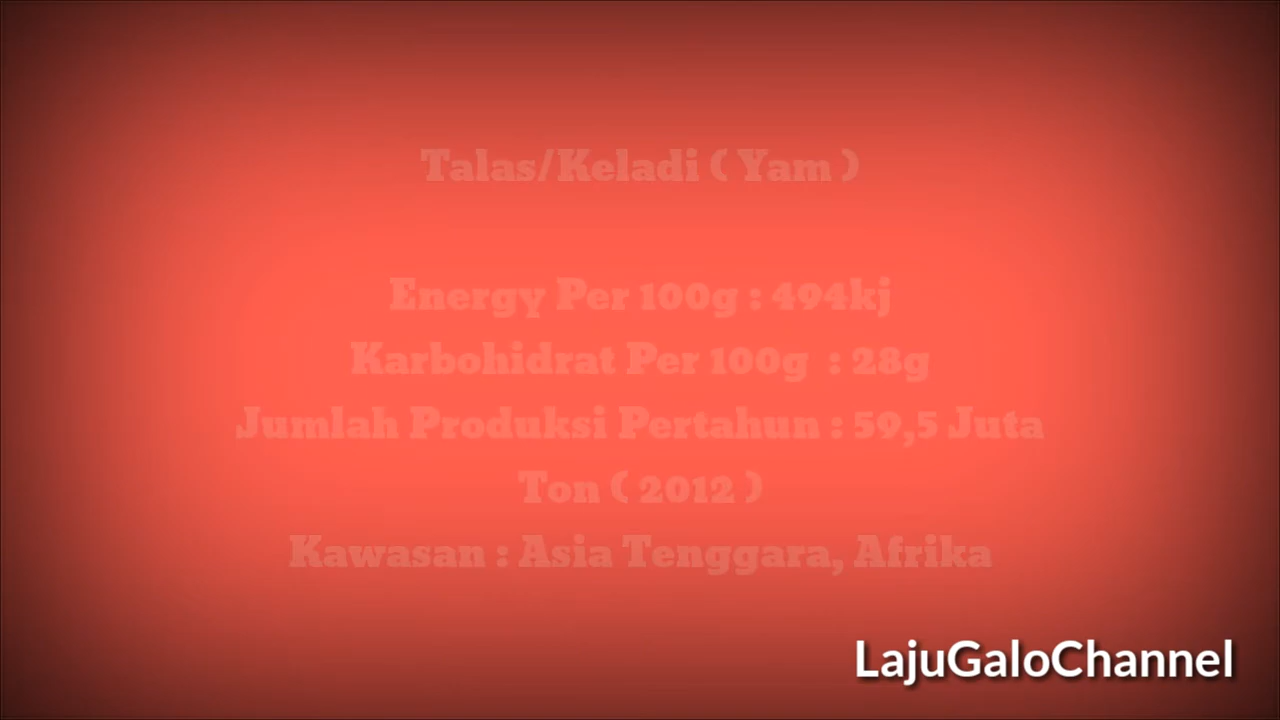 Talas/Keladi ( Yam )
Energy Per 100g : 494kj
Karbohidrat Per 100g : 28g
Jumlah Produksi Pertahun : 59,5 Juta
Ton ( 2012 )
Kawasan : Asia Tenggara, Afrika
LajuGaloChannel